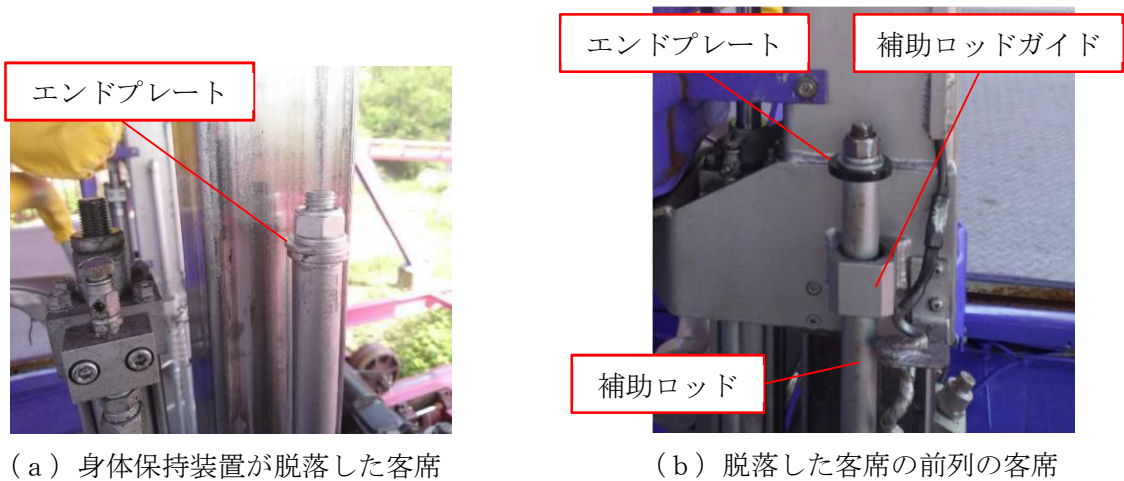 エンドプレート
エンドプレート
補助ロッドガイド
補助ロッド
(a)身体保持装置が脱落した客席
(b)脱落した客席の前列の客席